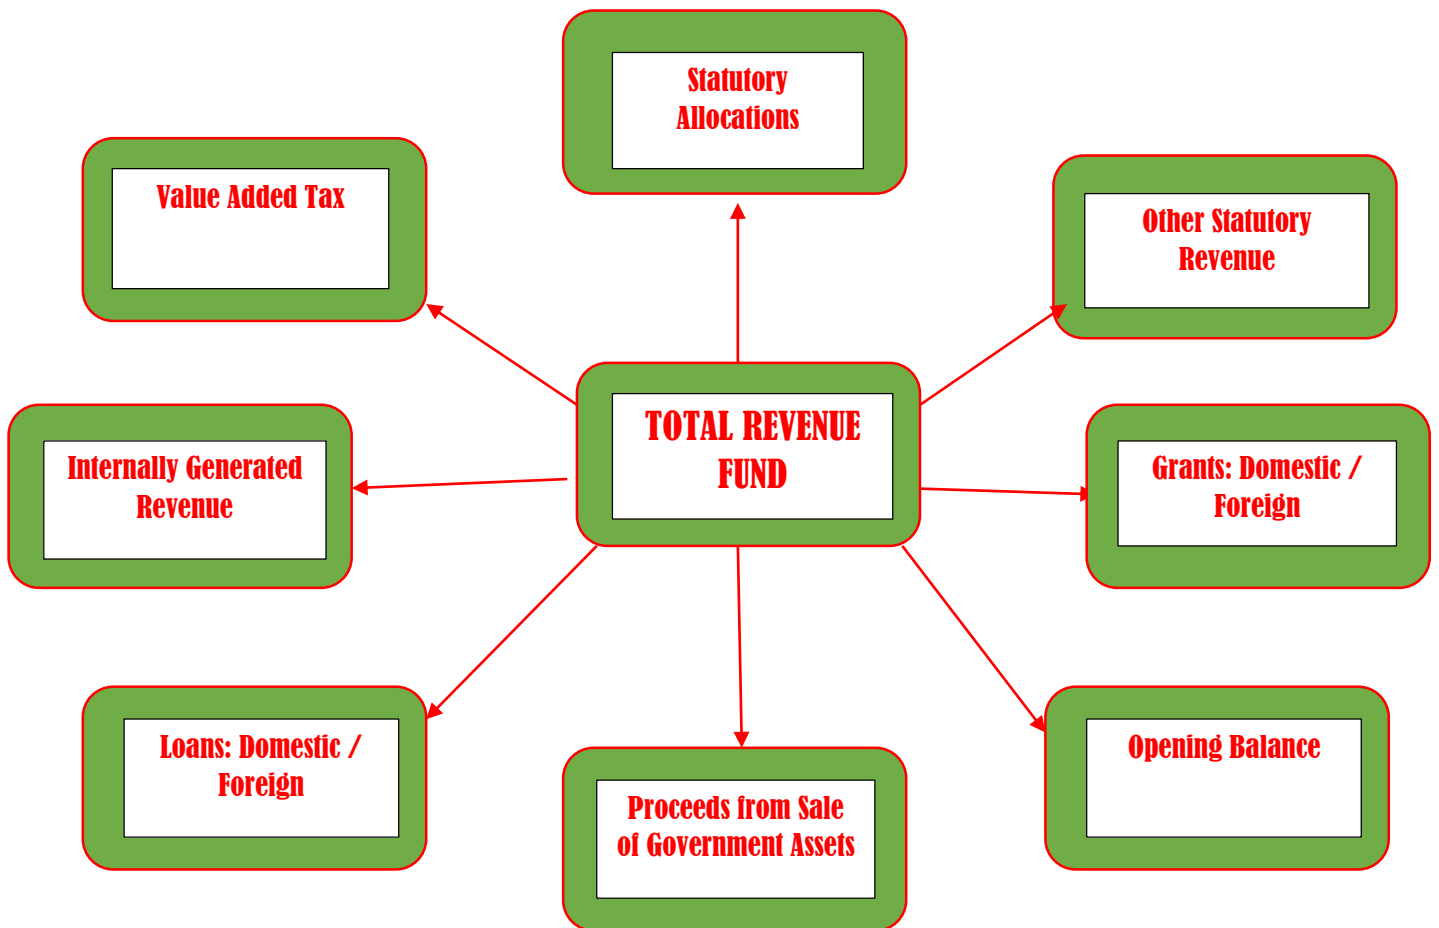 Statutory
Allocations
Value Added Tax
Other Statutory
Revenue
TOTAL REVENUE
FUND
Internally Generated
Revenue
Grants: Domestic /
Foreign
Loans: Domestic /
Foreign
Proceeds from Sale
of Government Assets
Opening Balance